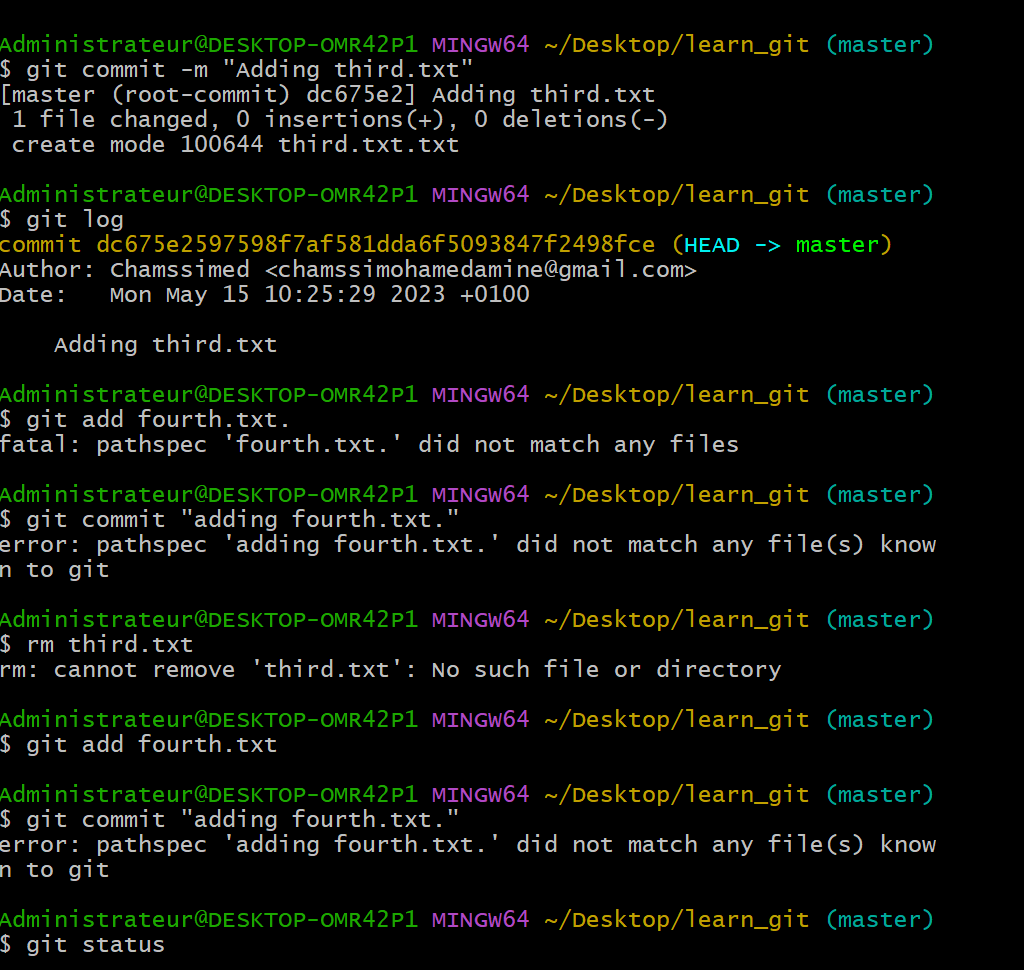 Administrateur@DESKTOP-OMR42P1 MINGW64 ~/Desktop/learn_git (master)
$ git commit -m "Adding third.txt"
[master (root-commit) dc675e2] Adding third.txt
 1 file changed, 0 insertions(+), 0 deletions(-)
 create mode 100644 third.txt.txt

Administrateur@DESKTOP-OMR42P1 MINGW64 ~/Desktop/learn_git (master)
$ git log
commit dc675e2597598f7af581dda6f5093847f2498fce (HEAD -> master)
Author: Chamssimed <chamssimohamedamine@gmail.com>
Date:   Mon May 15 10:25:29 2023 +0100

    Adding third.txt

Administrateur@DESKTOP-OMR42P1 MINGW64 ~/Desktop/learn_git (master)
$ git add fourth.txt.
fatal: pathspec 'fourth.txt.' did not match any files

Administrateur@DESKTOP-OMR42P1 MINGW64 ~/Desktop/learn_git (master)
$ git commit "adding fourth.txt."
error: pathspec 'adding fourth.txt.' did not match any file(s) know
n to git

Administrateur@DESKTOP-OMR42P1 MINGW64 ~/Desktop/learn_git (master)
$ rm third.txt
rm: cannot remove 'third.txt': No such file or directory

Administrateur@DESKTOP-OMR42P1 MINGW64 ~/Desktop/learn_git (master)
$ git add fourth.txt

Administrateur@DESKTOP-OMR42P1 MINGW64 ~/Desktop/learn_git (master)
$ git commit "adding fourth.txt."
error: pathspec 'adding fourth.txt.' did not match any file(s) know
n to git

Administrateur@DESKTOP-OMR42P1 MINGW64 ~/Desktop/learn_git (master)
$ git status